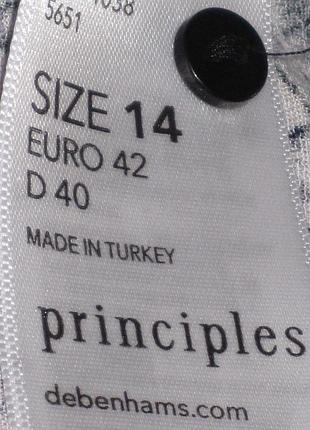 5651
SIZE 14
EURO 42
D 40
MADE IN TURKEY
principles
debenhams.com